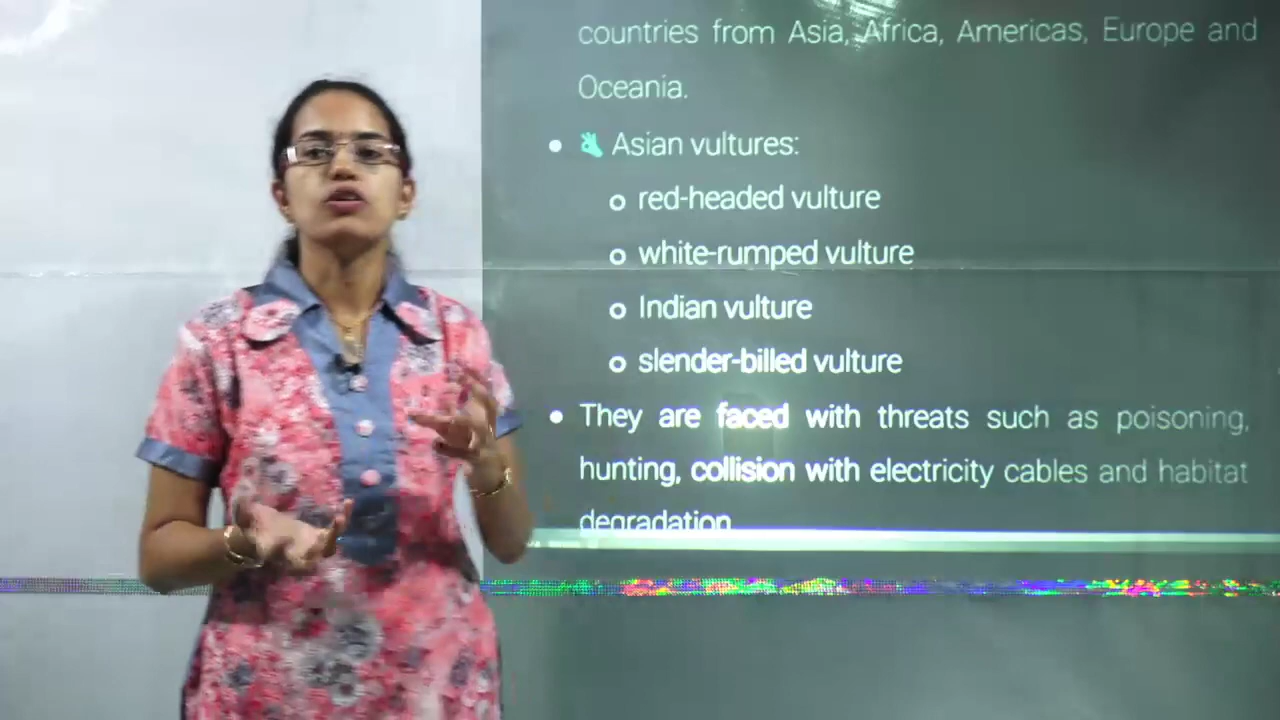 countries from Asia, Africa, Americas, Europe and
Oceania.
Asian vultures:
red-headed vulture
white-rumped vulture
Indian vulture
slender-billed vulture
They are faced with threats such as poisoning,
hunting, collision with electricity cables and habitat
degradation